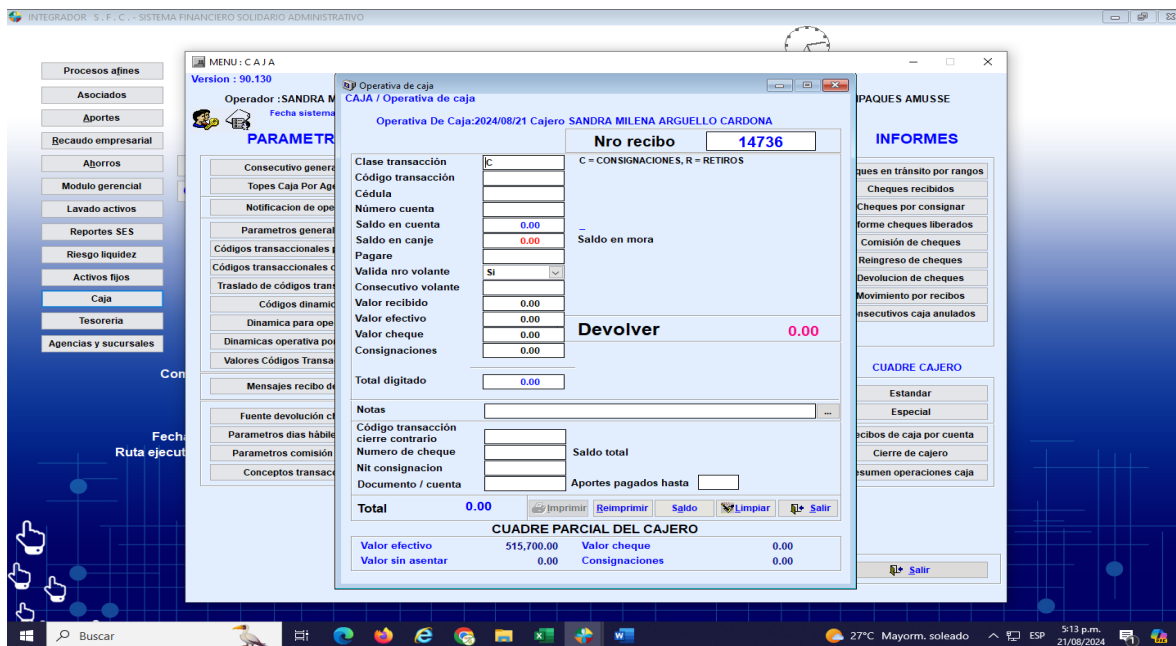 INTEGRADOR S . F . C . - SISTEMA FINANCIERO SOLIDARIO ADMINISTRATIVO
Procesos afines
Asociados
Aportes
Recaudo empresarial
Ahorros
Modulo gerencial
Lavado activos
Reportes SES
Riesgo liquidez
Activos fijos
Caja
Tesoreria
Agencias y sucursales
Con
Fech
Ruta ejecut
MENU : C A J A
Version : 90.130
Operador :SANDRA M
Fecha sistema
PARAMETR
Consecutivo genera
Topes Caja Por Age
Notificacion de ope
Parametros general
Códigos transaccionales p
Códigos transaccionales c
Traslado de códigos trans
Códigos dinamic
Dinamica para ope
Dinamicas operativa po
Valores Códigos Transa
Mensajes recibo de
Fuente devolución c
Parametros dias hábile
Parametros comisión
Conceptos transacc
Operativa de caja
CAJA / Operativa de caja
Operativa De Caja:2024/08/21 Cajero SANDRA MILENA ARGUELLO CARDONA
Nro recibo 14736
Clase transacción C C = CONSIGNACIONES, R = RETIROS
Código transacción
Cédula
Número cuenta
Saldo en cuenta 0.00 _
Saldo en canje 0.00 Saldo en mora
Pagare
Valida nro volante Si
Consecutivo volante
Valor recibido 0.00
Valor efectivo 0.00
Valor cheque 0.00
Devolver 0.00
Consignaciones 0.00
Total digitado 0.00
Notas ...
Código transacción
cierre contrario
Numero de cheque Saldo total
Nit consignacion
Documento / cuenta Aportes pagados hasta
Total 0.00 Imprimir Reimprimir Saldo Limpiar Salir
CUADRE PARCIAL DEL CAJERO
Valor efectivo 515,700.00 Valor cheque 0.00
Valor sin asentar 0.00 Consignaciones 0.00
IPAQUES AMUSSE
INFORMES
ques en trànsito por rangos
Cheques recibidos
Cheques por consignar
forme cheques liberados
Comisión de cheques
Reingreso de cheques
Devolucion de cheques
Movimiento por recibos
nsecutivos caja anulados
CUADRE CAJERO
Estandar
Especial
ecibos de caja por cuenta
Cierre de cajero
esumen operaciones caja
Salir
Buscar
27°C Mayorm. soleado
ESP
5:13 p.m.
21/08/2024